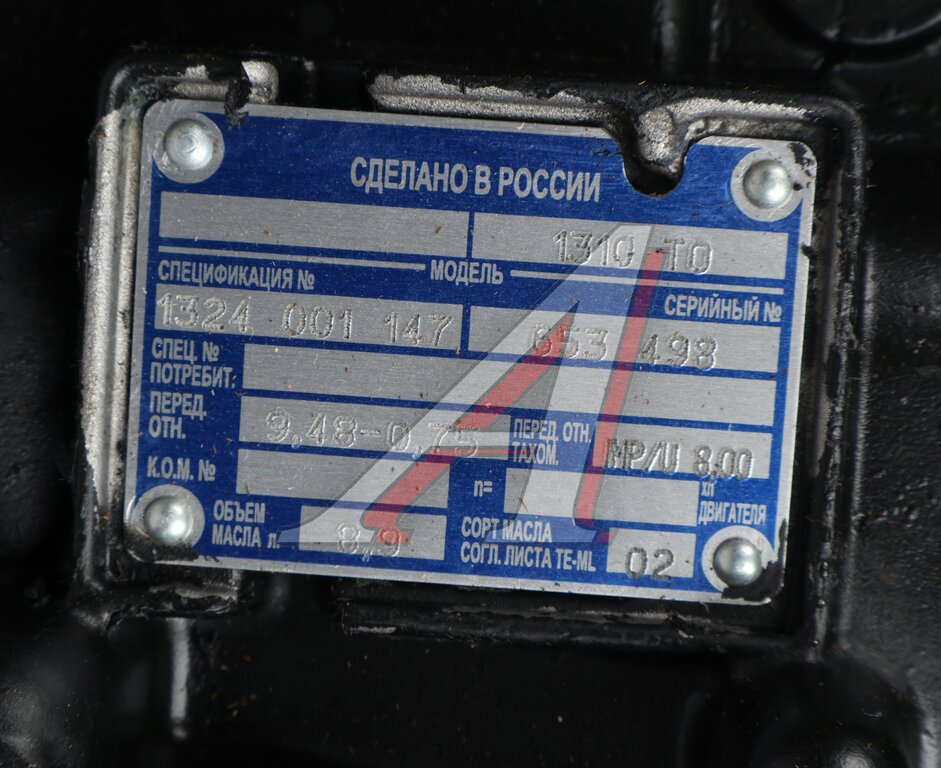 СДЕЛАНО В РОССИИ
1310 TO
МОДЕЛЬ
СПЕЦИФИКАЦИЯ №
СЕРИЙНЫЙ №
1324 001 147
653 498
СПЕЦ. №
ПОТРЕБИТ:
ПЕРЕД.
ОТН.
9,48-0,75
ПЕРЕД. ОТН.
ТАХОМ.
MP/U 8,00
К.О.М. №
n=
ХП
ДВИГАТЕЛЯ
ОБЪЕМ
МАСЛА л.
8,5
СОРТ МАСЛА
СОГЛ. ЛИСТА TE-ML
02